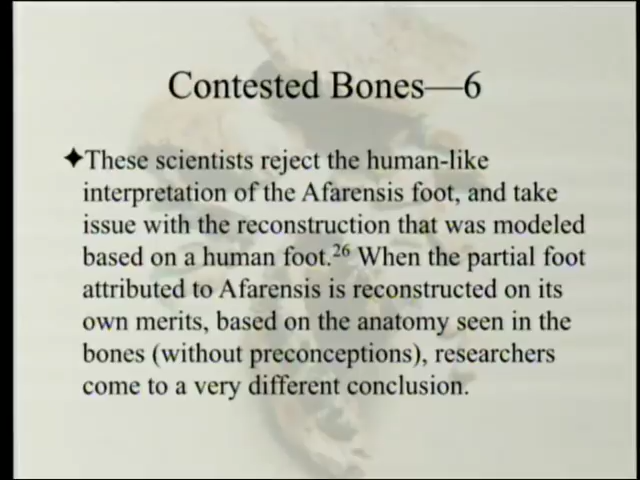 Contested Bones—6
✦These scientists reject the human-like
interpretation of the Afarensis foot, and take
issue with the reconstruction that was modeled
based on a human foot.²⁶ When the partial foot
attributed to Afarensis is reconstructed on its
own merits, based on the anatomy seen in the
bones (without preconceptions), researchers
come to a very different conclusion.